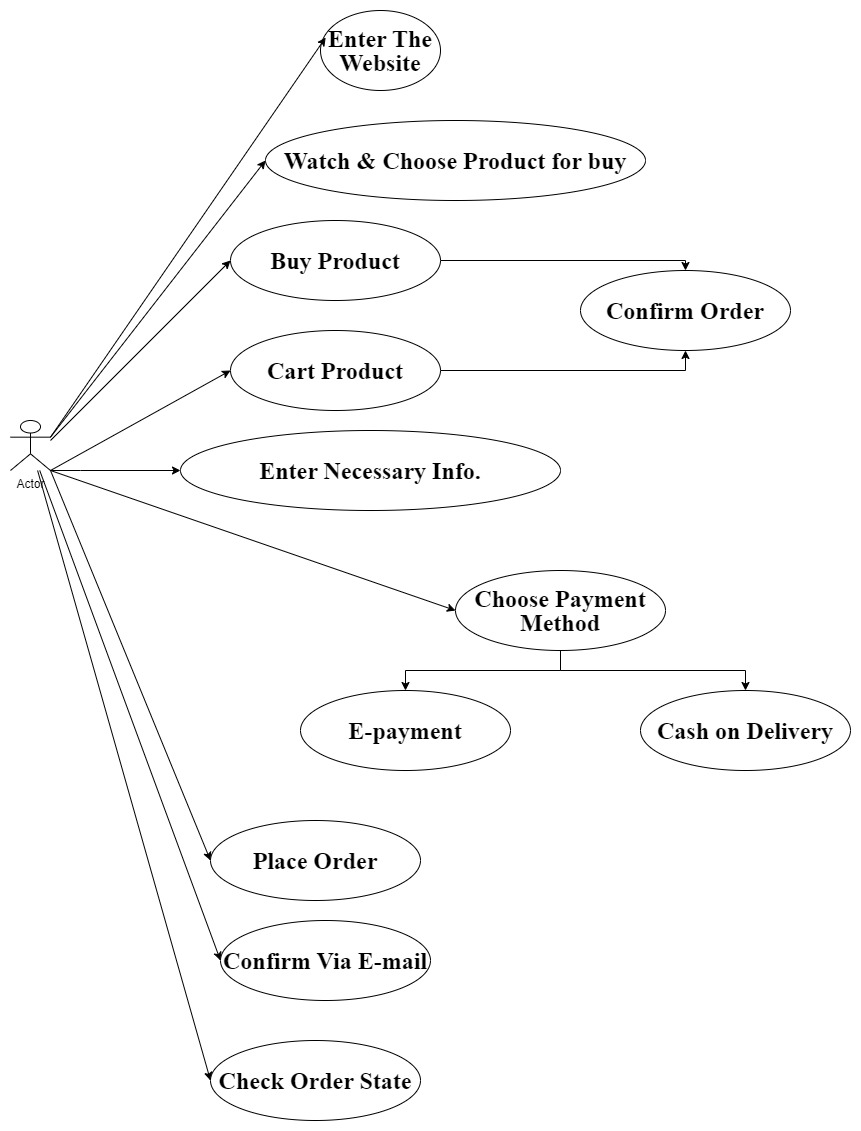 Enter The
Website
Watch & Choose Product for buy
Buy Product
Confirm Order
Cart Product
Enter Necessary Info.
Actor
Choose Payment
Method
E-payment
Cash on Delivery
Place Order
Confirm Via E-mail
Check Order State